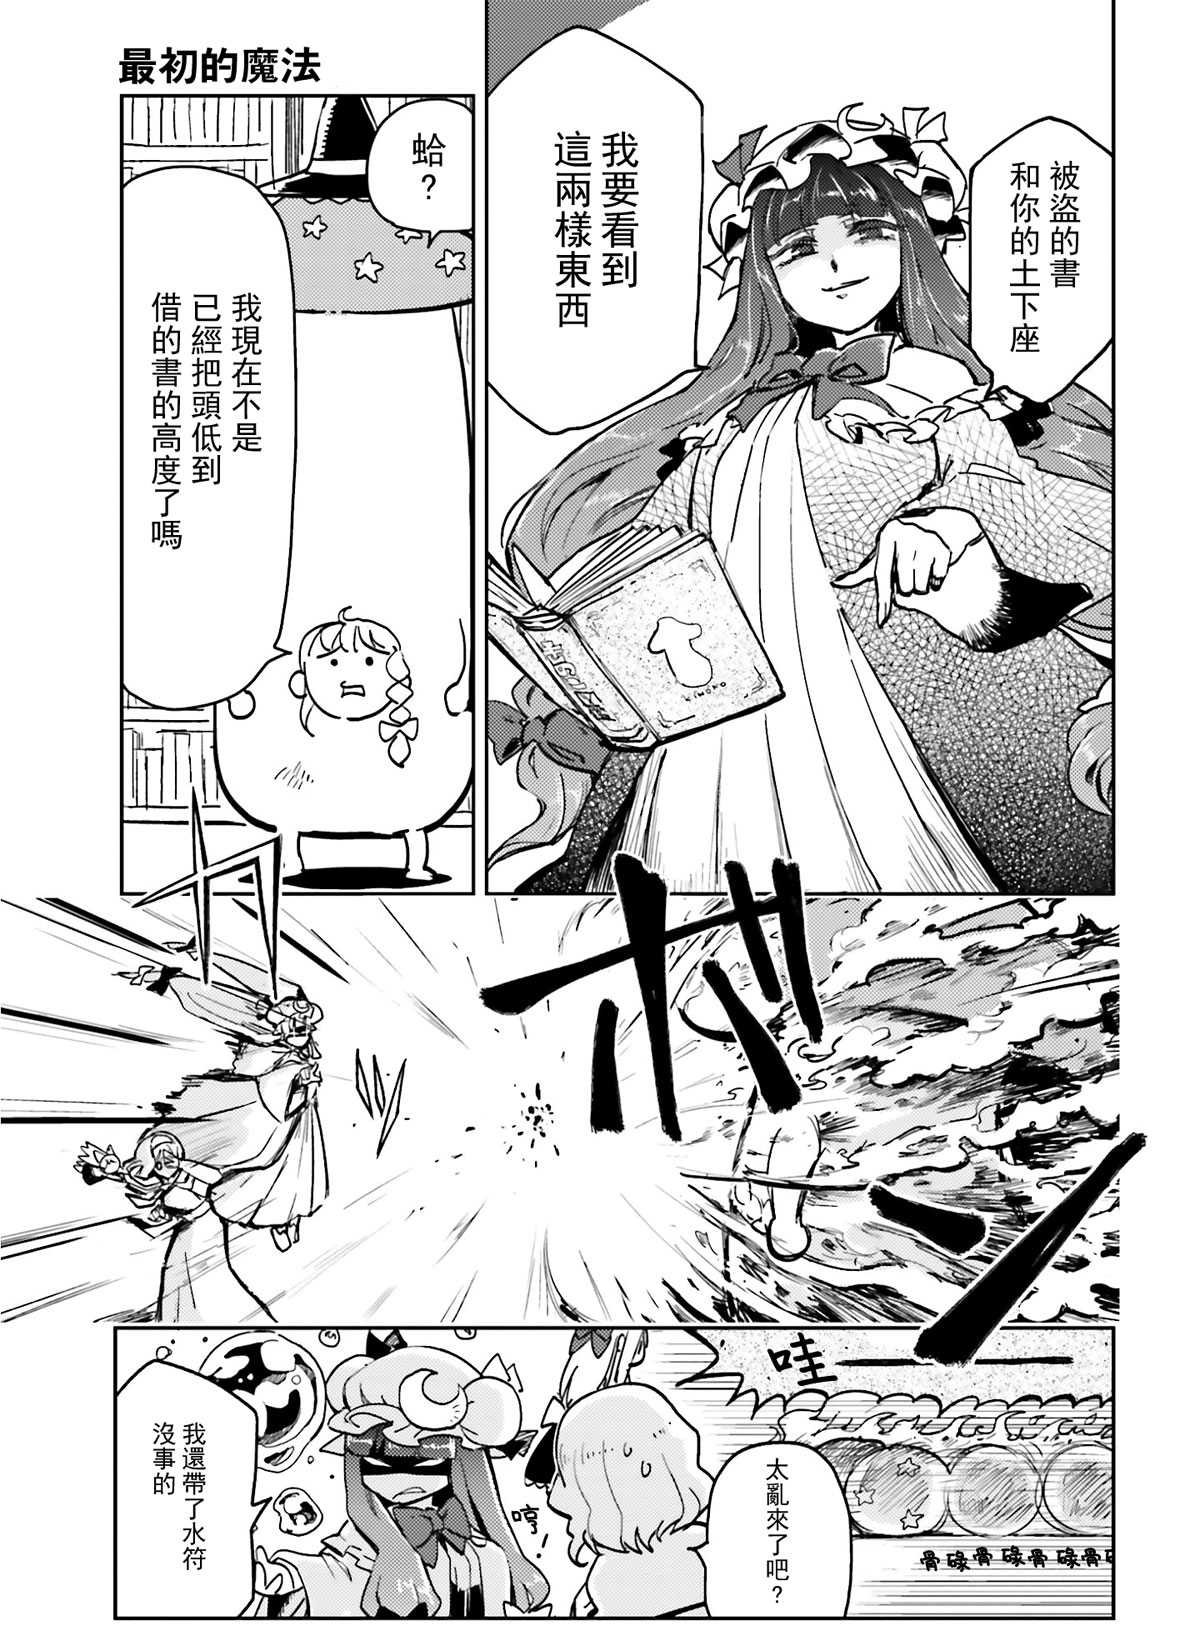 最初的魔法
被盜的書
和你的土下座
我要看到
這兩樣東西
KINOKO
蛤?
我現在不是
已經把頭低到
借的書的高度了嗎
ボガーン
哇——
骨碌骨碌骨碌骨碌
太亂來了吧?
哼!
我還帶了水符
沒事的